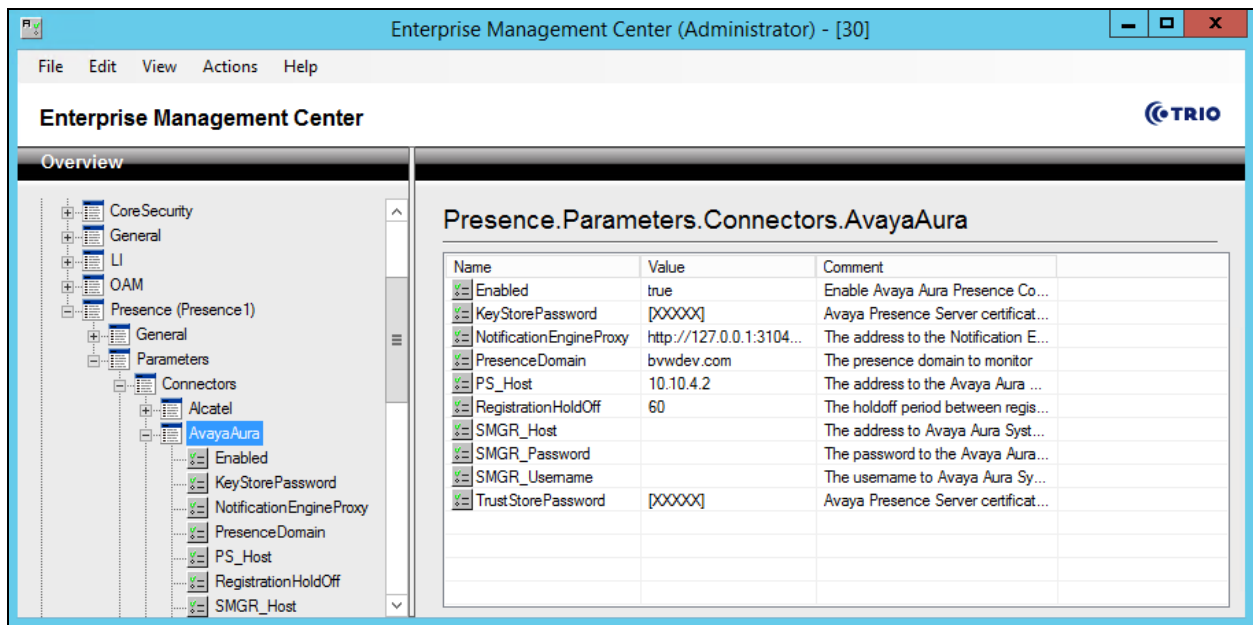 Enterprise Management Center (Administrator) - [30]
File Edit View Actions Help
Enterprise Management Center
TRIO
Overview
CoreSecurity
General
LI
OAM
Presence (Presence1)
General
Parameters
Connectors
Alcatel
AvayaAura
Enabled
KeyStorePassword
NotificationEngineProxy
PresenceDomain
PS_Host
RegistrationHoldOff
SMGR_Host
Presence.Parameters.Connectors.AvayaAura
Name Value Comment
Enabled true Enable Avaya Aura Presence Co...
KeyStorePassword [XXXXX] Avaya Presence Server certificat...
NotificationEngineProxy http://127.0.0.1:3104... The address to the Notification E...
PresenceDomain bvwdev.com The presence domain to monitor
PS_Host 10.10.4.2 The address to the Avaya Aura ...
RegistrationHoldOff 60 The holdoff period between regis...
SMGR_Host The address to Avaya Aura Syst...
SMGR_Password The password to the Avaya Aura...
SMGR_Username The username to Avaya Aura Sy...
TrustStorePassword [XXXXX] Avaya Presence Server certificat...